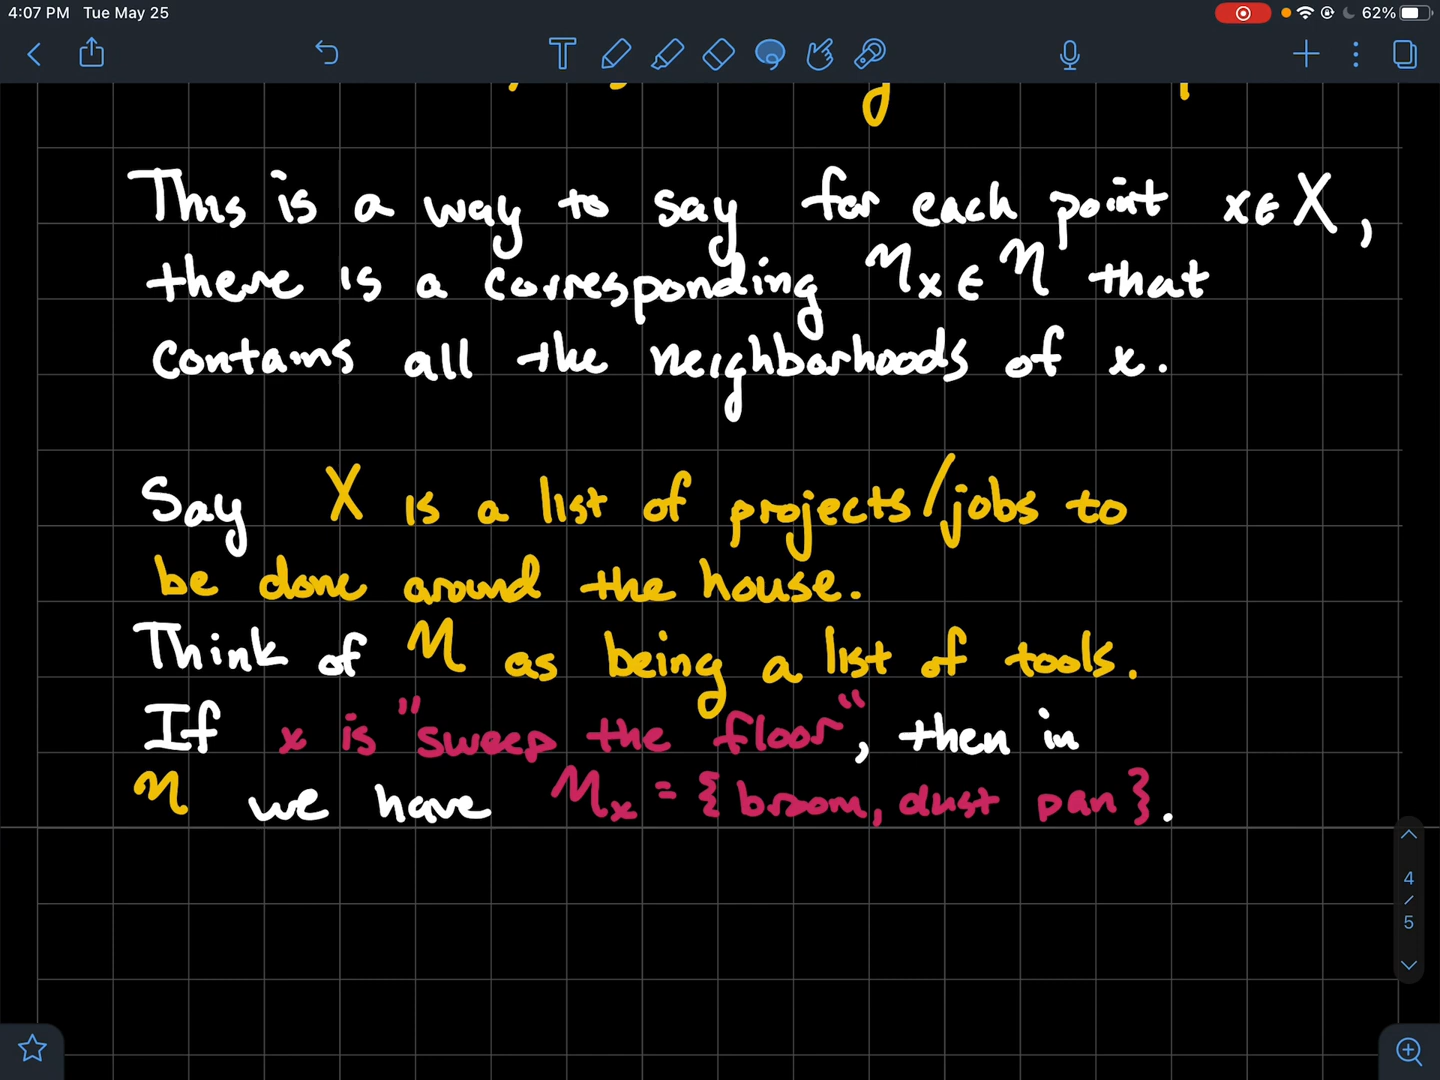 4:07 PM Tue May 25
62%
This is a way to say for each point x ∈ X,
there is a corresponding 𝒩x ∈ 𝒩 that
contains all the neighborhoods of x.
Say X is a list of projects/jobs to
be done around the house.
Think of 𝒩 as being a list of tools.
If x is "sweep the floor", then in
𝒩 we have 𝒩x = {broom, dust pan}.
4
/
5